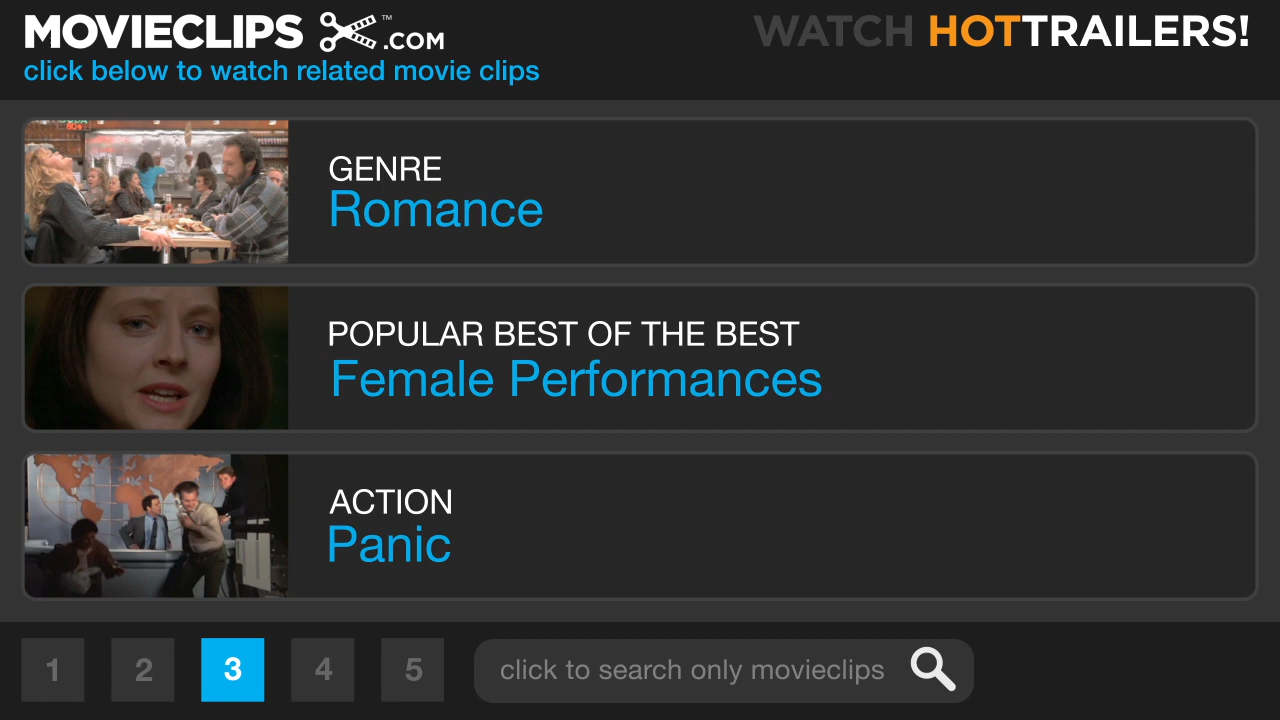 MOVIECLIPS ™ .COM
WATCH HOTTRAILERS!
click below to watch related movie clips
GENRE
Romance
POPULAR BEST OF THE BEST
Female Performances
ACTION
Panic
1 2 3 4 5
click to search only movieclips